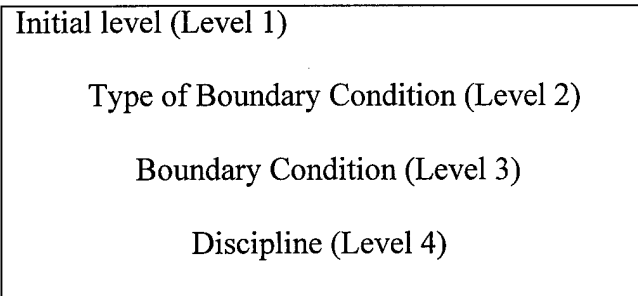 Initial level (Level 1)
Type of Boundary Condition (Level 2)
Boundary Condition (Level 3)
Discipline (Level 4)